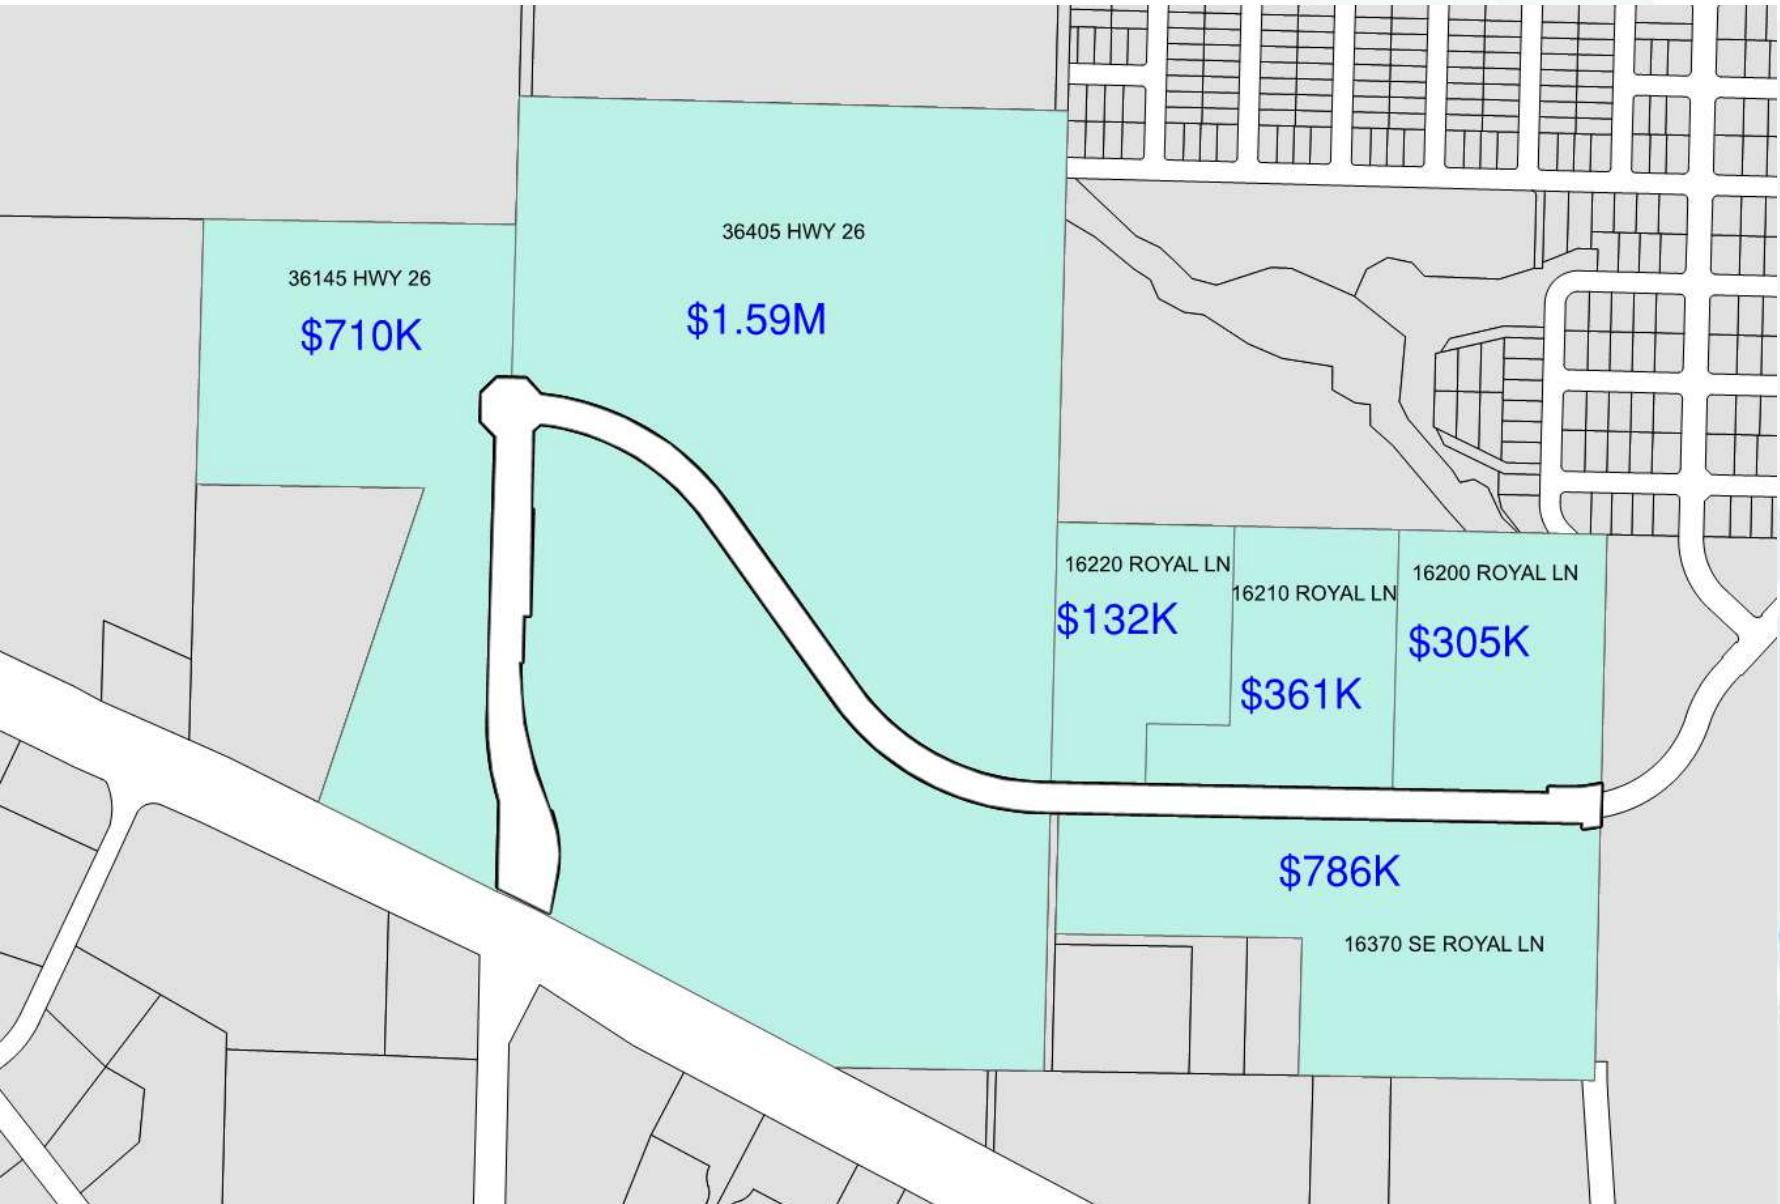 36405 HWY 26
36145 HWY 26
$1.59M
$710K
16220 ROYAL LN
16210 ROYAL LN
16200 ROYAL LN
$132K
$305K
$361K
$786K
16370 SE ROYAL LN